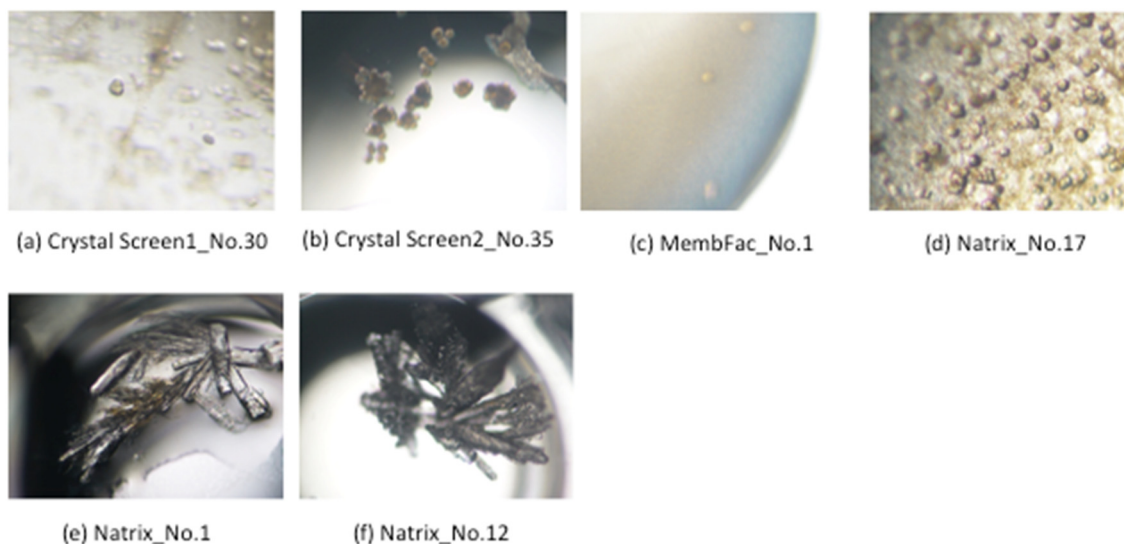 (a) Crystal Screen1_No.30
(b) Crystal Screen2_No.35
(c) MembFac_No.1
(d) Natrix_No.17
(e) Natrix_No.1
(f) Natrix_No.12